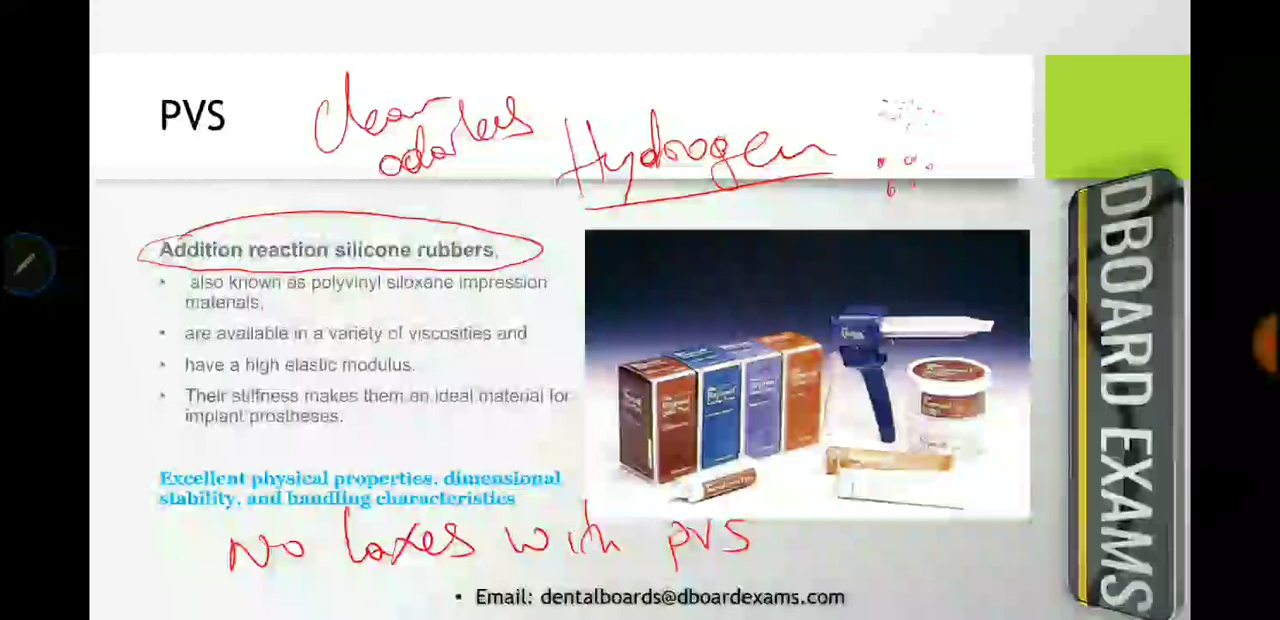 PVS
Clean
odorless
Hydrogen
Addition reaction silicone rubbers,
• also known as polyvinyl siloxane impression
materials,
• are available in a variety of viscosities and
• have a high elastic modulus.
• Their stiffness makes them an ideal material for
implant prostheses.
Excellent physical properties, dimensional
stability, and handling characteristics
No laxes with PVS
• Email: dentalboards@dboardexams.com
DBOARD EXAMS